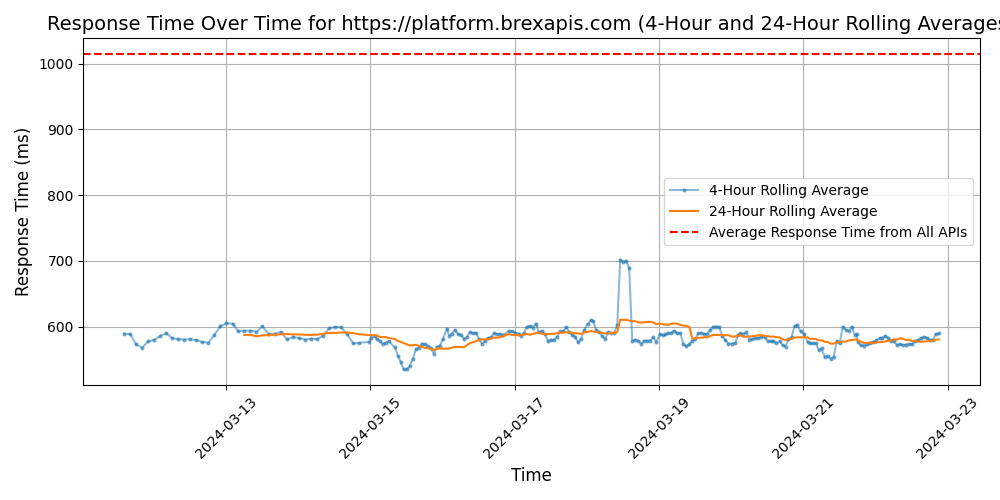 Response Time Over Time for https://platform.brexapis.com (4-Hour and 24-Hour Rolling Averages
Response Time (ms)
1000
900
800
700
600
4-Hour Rolling Average
24-Hour Rolling Average
Average Response Time from All APIs
2024-03-13
2024-03-15
2024-03-17
2024-03-19
2024-03-21
2024-03-23
Time